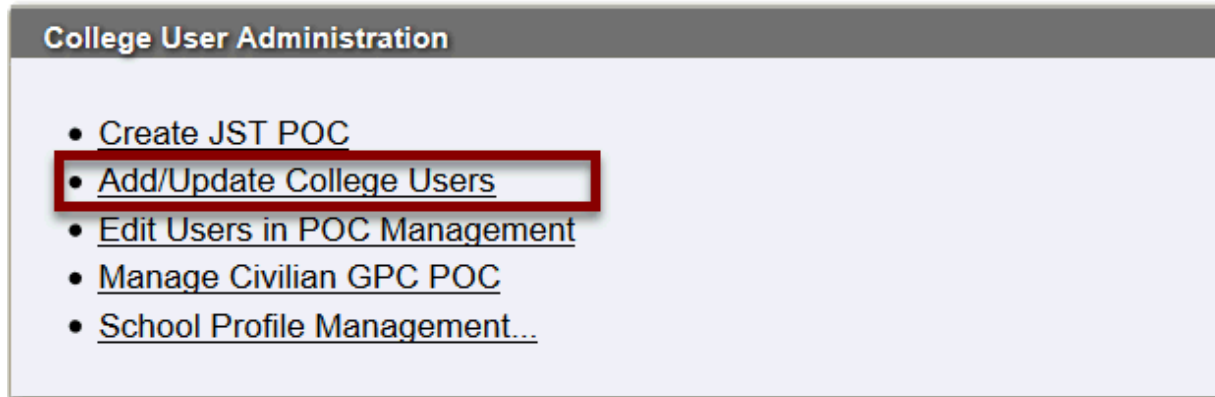 College User Administration
Create JST POC
Add/Update College Users
Edit Users in POC Management
Manage Civilian GPC POC
School Profile Management...